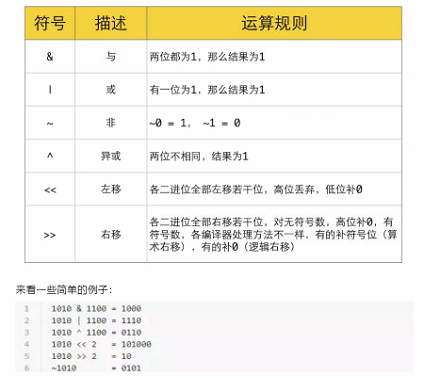 符号 描述 运算规则
& 与 两位都为1，那么结果为1
| 或 有一位为1，那么结果为1
~ 非 ~0 = 1， ~1 = 0
^ 异或 两位不相同，结果为1
<< 左移 各二进位全部左移若干位，高位丢弃，低位补0
>> 右移 各二进位全部右移若干位，对无符号数，高位补0，有
符号数，各编译器处理方法不一样，有的补符号位（算
术右移），有的补0（逻辑右移）
来看一些简单的例子：
1 1010 & 1100 = 1000
2 1010 | 1100 = 1110
3 1010 ^ 1100 = 0110
4 1010 << 2 = 101000
5 1010 >> 2 = 10
6 ~1010 = 0101